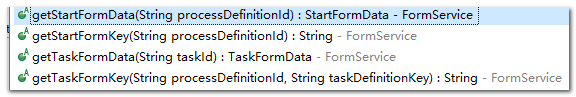 getStartFormData(String processDefinitionId) : StartFormData - FormService
getStartFormKey(String processDefinitionId) : String - FormService
getTaskFormData(String taskId) : TaskFormData - FormService
getTaskFormKey(String processDefinitionId, String taskDefinitionKey) : String - FormService